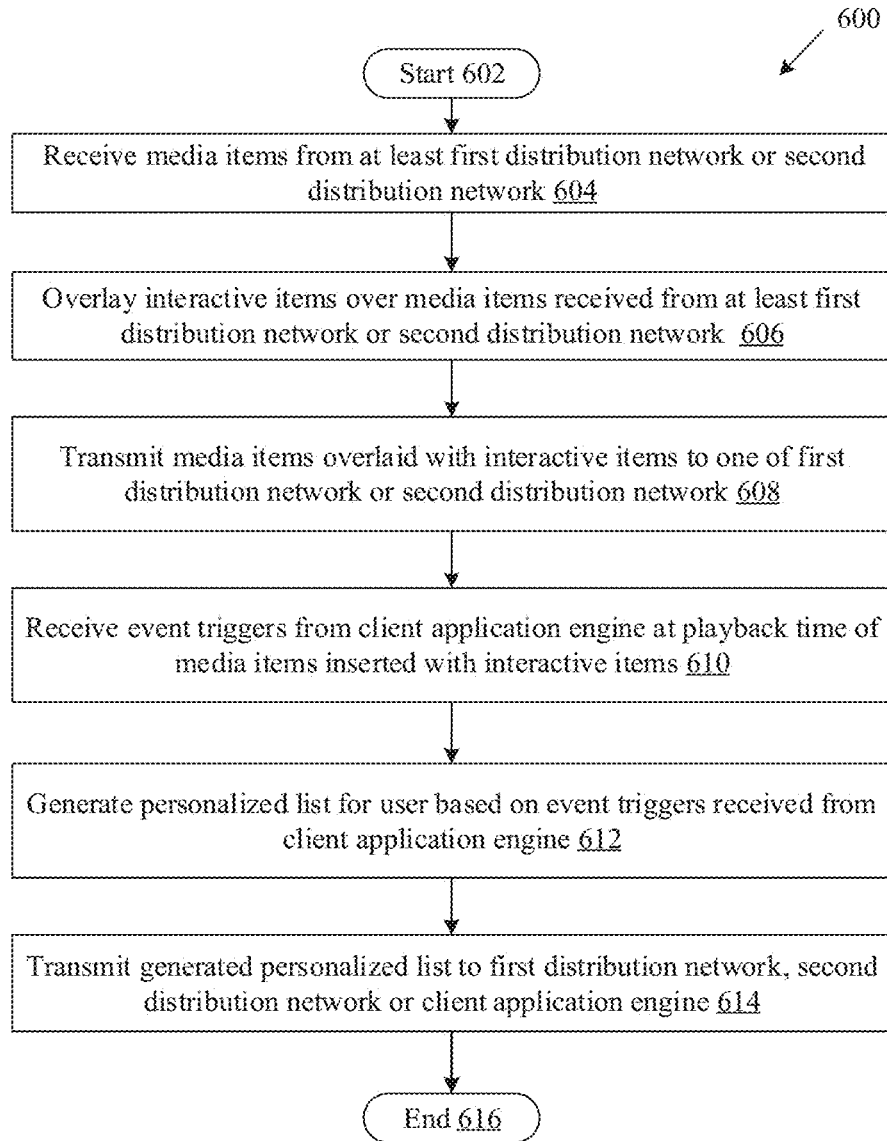 600
Start 602
Receive media items from at least first distribution network or second
distribution network 604
Overlay interactive items over media items received from at least first
distribution network or second distribution network 606
Transmit media items overlaid with interactive items to one of first
distribution network or second distribution network 608
Receive event triggers from client application engine at playback time of
media items inserted with interactive items 610
Generate personalized list for user based on event triggers received from
client application engine 612
Transmit generated personalized list to first distribution network, second
distribution network or client application engine 614
End 616